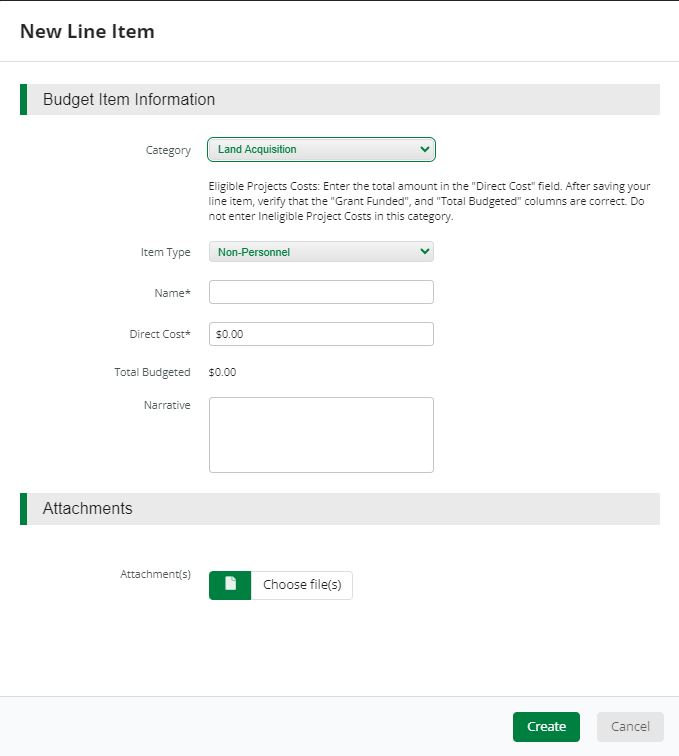 New Line Item
Budget Item Information
Category
Land Acquisition
Eligible Projects Costs: Enter the total amount in the "Direct Cost" field. After saving your
line item, verify that the "Grant Funded", and "Total Budgeted" columns are correct. Do
not enter Ineligible Project Costs in this category.
Item Type
Non-Personnel
Name*
Direct Cost*
$0.00
Total Budgeted
$0.00
Narrative
Attachments
Attachment(s)
Choose file(s)
Create
Cancel